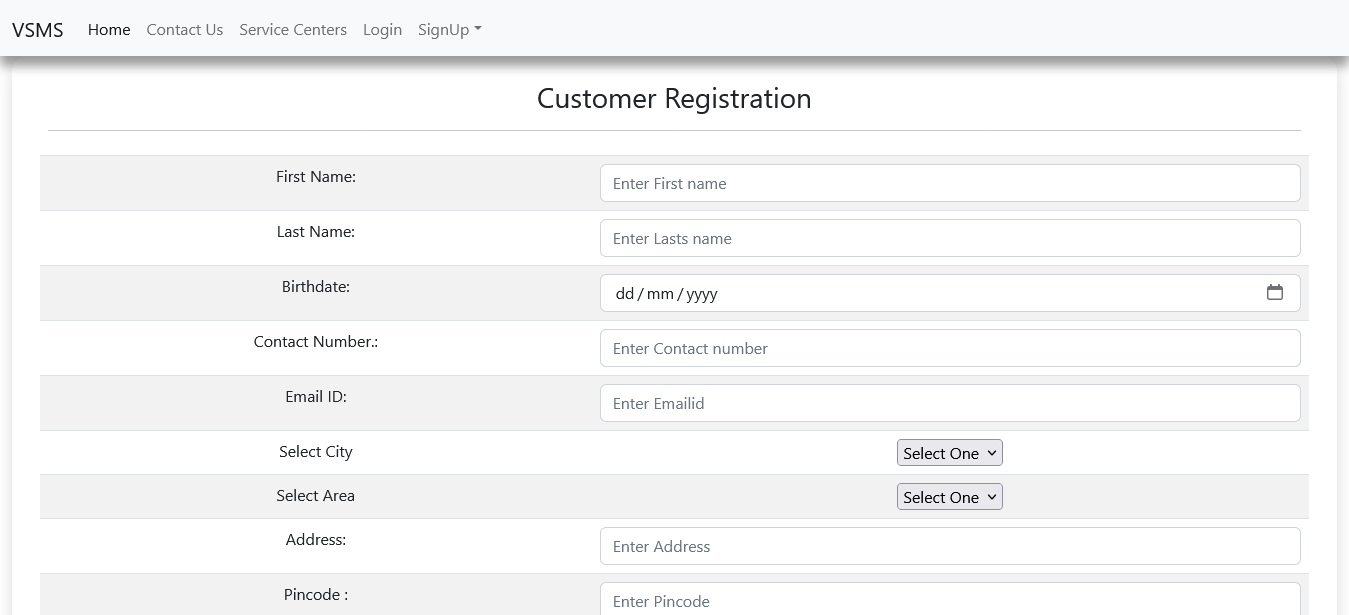 VSMS Home Contact Us Service Centers Login SignUp
Customer Registration
First Name: Enter First name
Last Name: Enter Lasts name
Birthdate: dd/mm/yyyy
Contact Number.: Enter Contact number
Email ID: Enter Emailid
Select City Select One
Select Area Select One
Address: Enter Address
Pincode : Enter Pincode